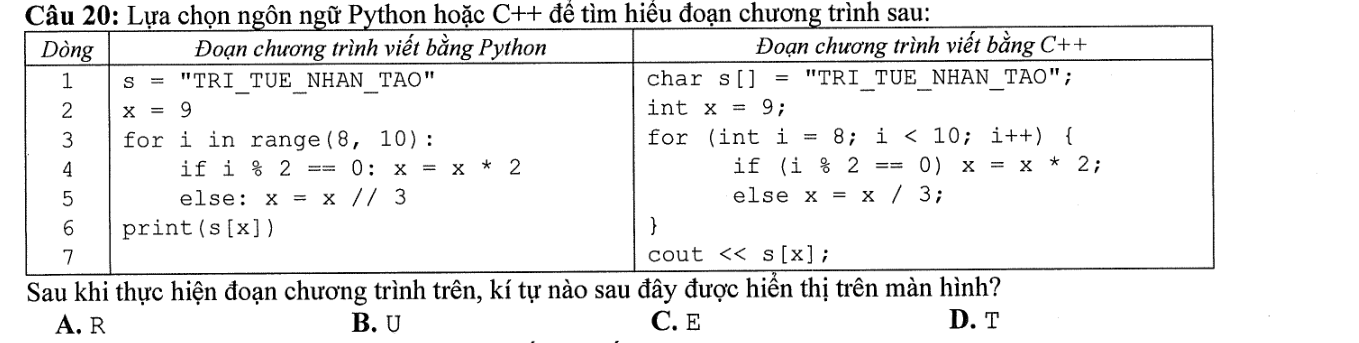 Câu 20: Lựa chọn ngôn ngữ Python hoặc C++ để tìm hiểu đoạn chương trình sau:
Dòng Đoạn chương trình viết bằng Python Đoạn chương trình viết bằng C++
1 s = "TRI_TUE_NHAN_TAO" char s[] = "TRI_TUE_NHAN_TAO";
2 x = 9 int x = 9;
3 for i in range(8, 10): for (int i = 8; i < 10; i++) {
4 if i % 2 == 0: x = x * 2 if (i % 2 == 0) x = x * 2;
5 else: x = x // 3 else x = x / 3;
6 print(s[x]) }
7 cout << s[x];
Sau khi thực hiện đoạn chương trình trên, kí tự nào sau đây được hiển thị trên màn hình?
A. R B. U C. E D. T